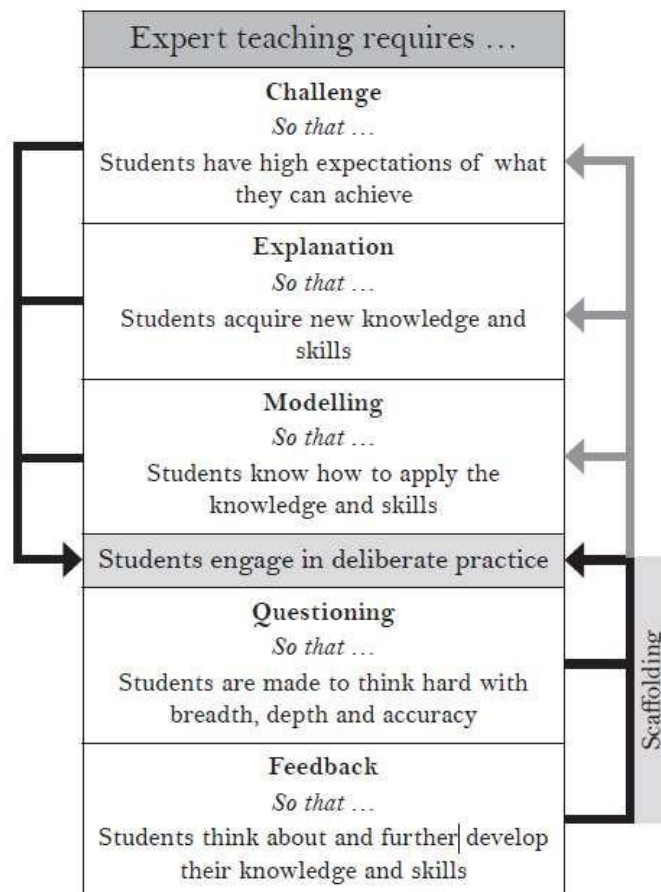 Expert teaching requires …
Challenge
So that …
Students have high expectations of what
they can achieve
Explanation
So that …
Students acquire new knowledge and
skills
Modelling
So that …
Students know how to apply the
knowledge and skills
Students engage in deliberate practice
Questioning
So that …
Students are made to think hard with
breadth, depth and accuracy
Feedback
So that …
Students think about and further develop
their knowledge and skills
Scaffolding